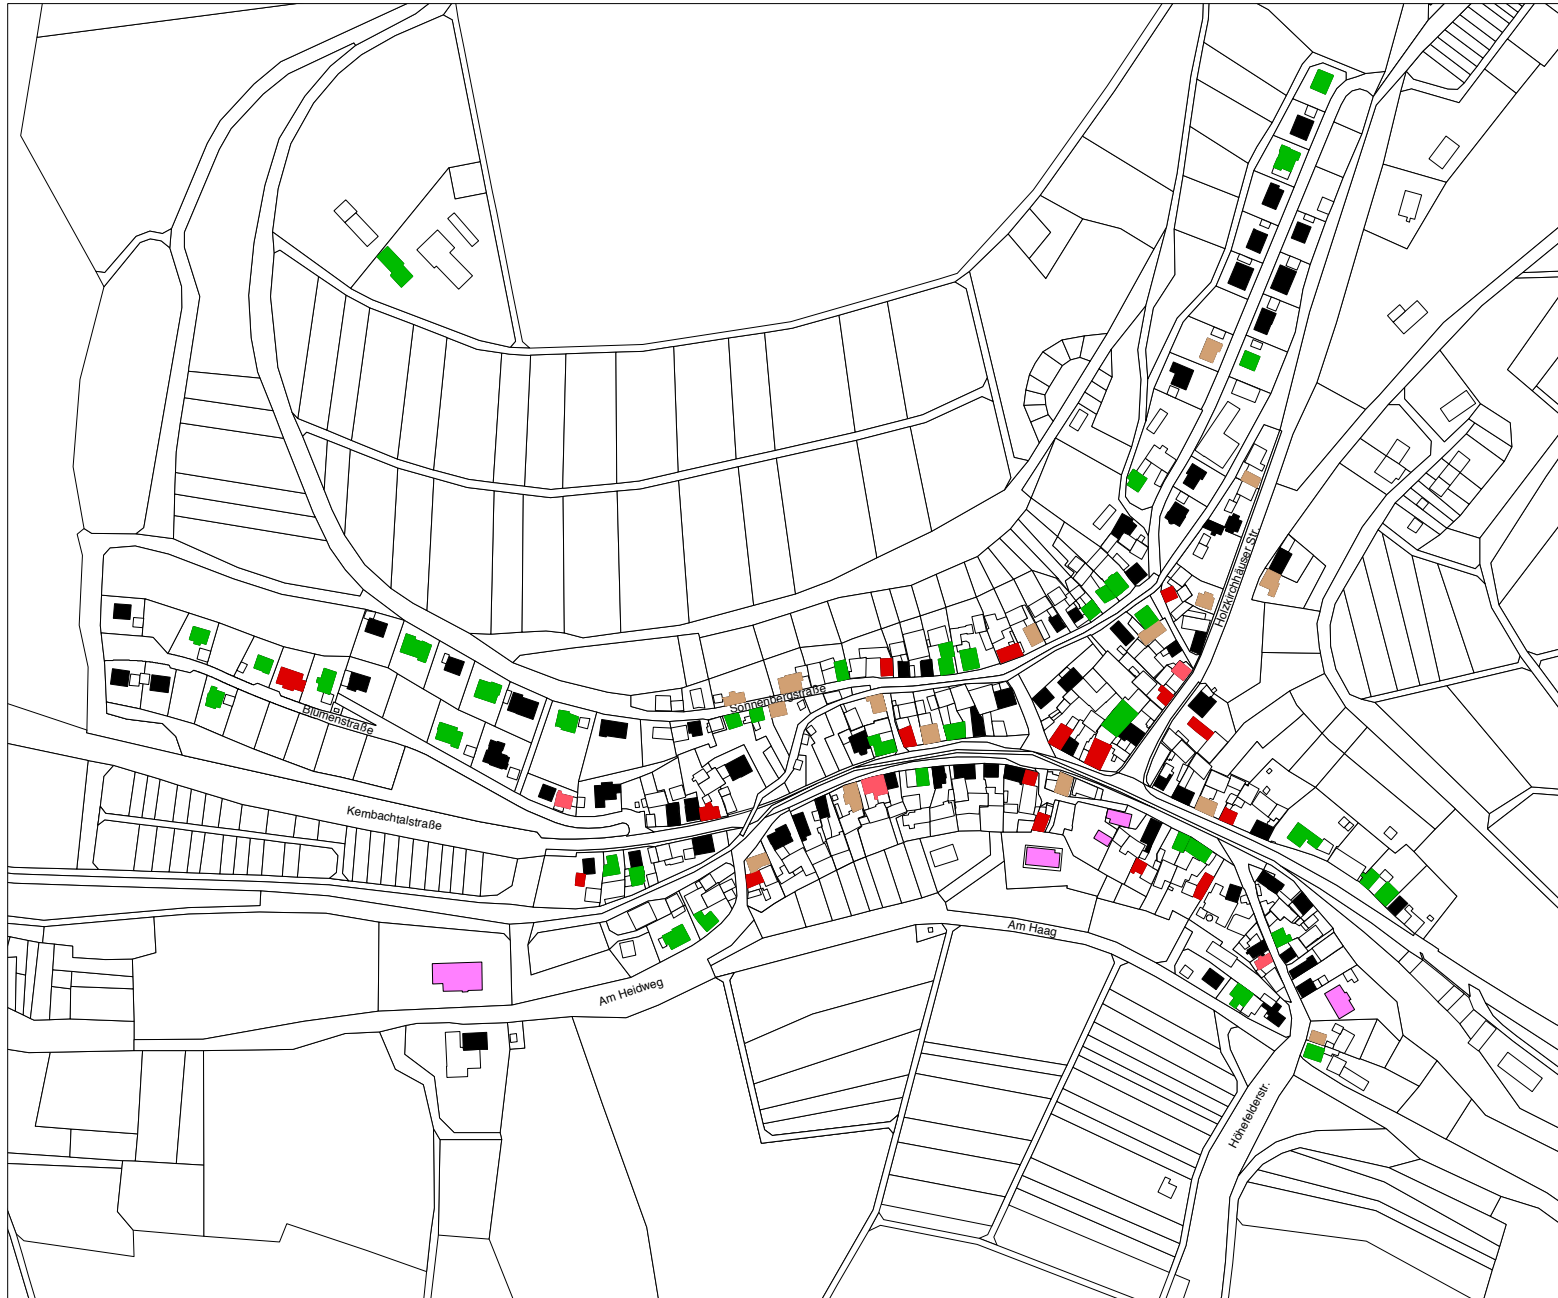 Holzkirchhäuser Str.
Sonnenbergstraße
Blumenstraße
Kembachtalstraße
Am Haag
Am Heidweg
Höhefelderstr.